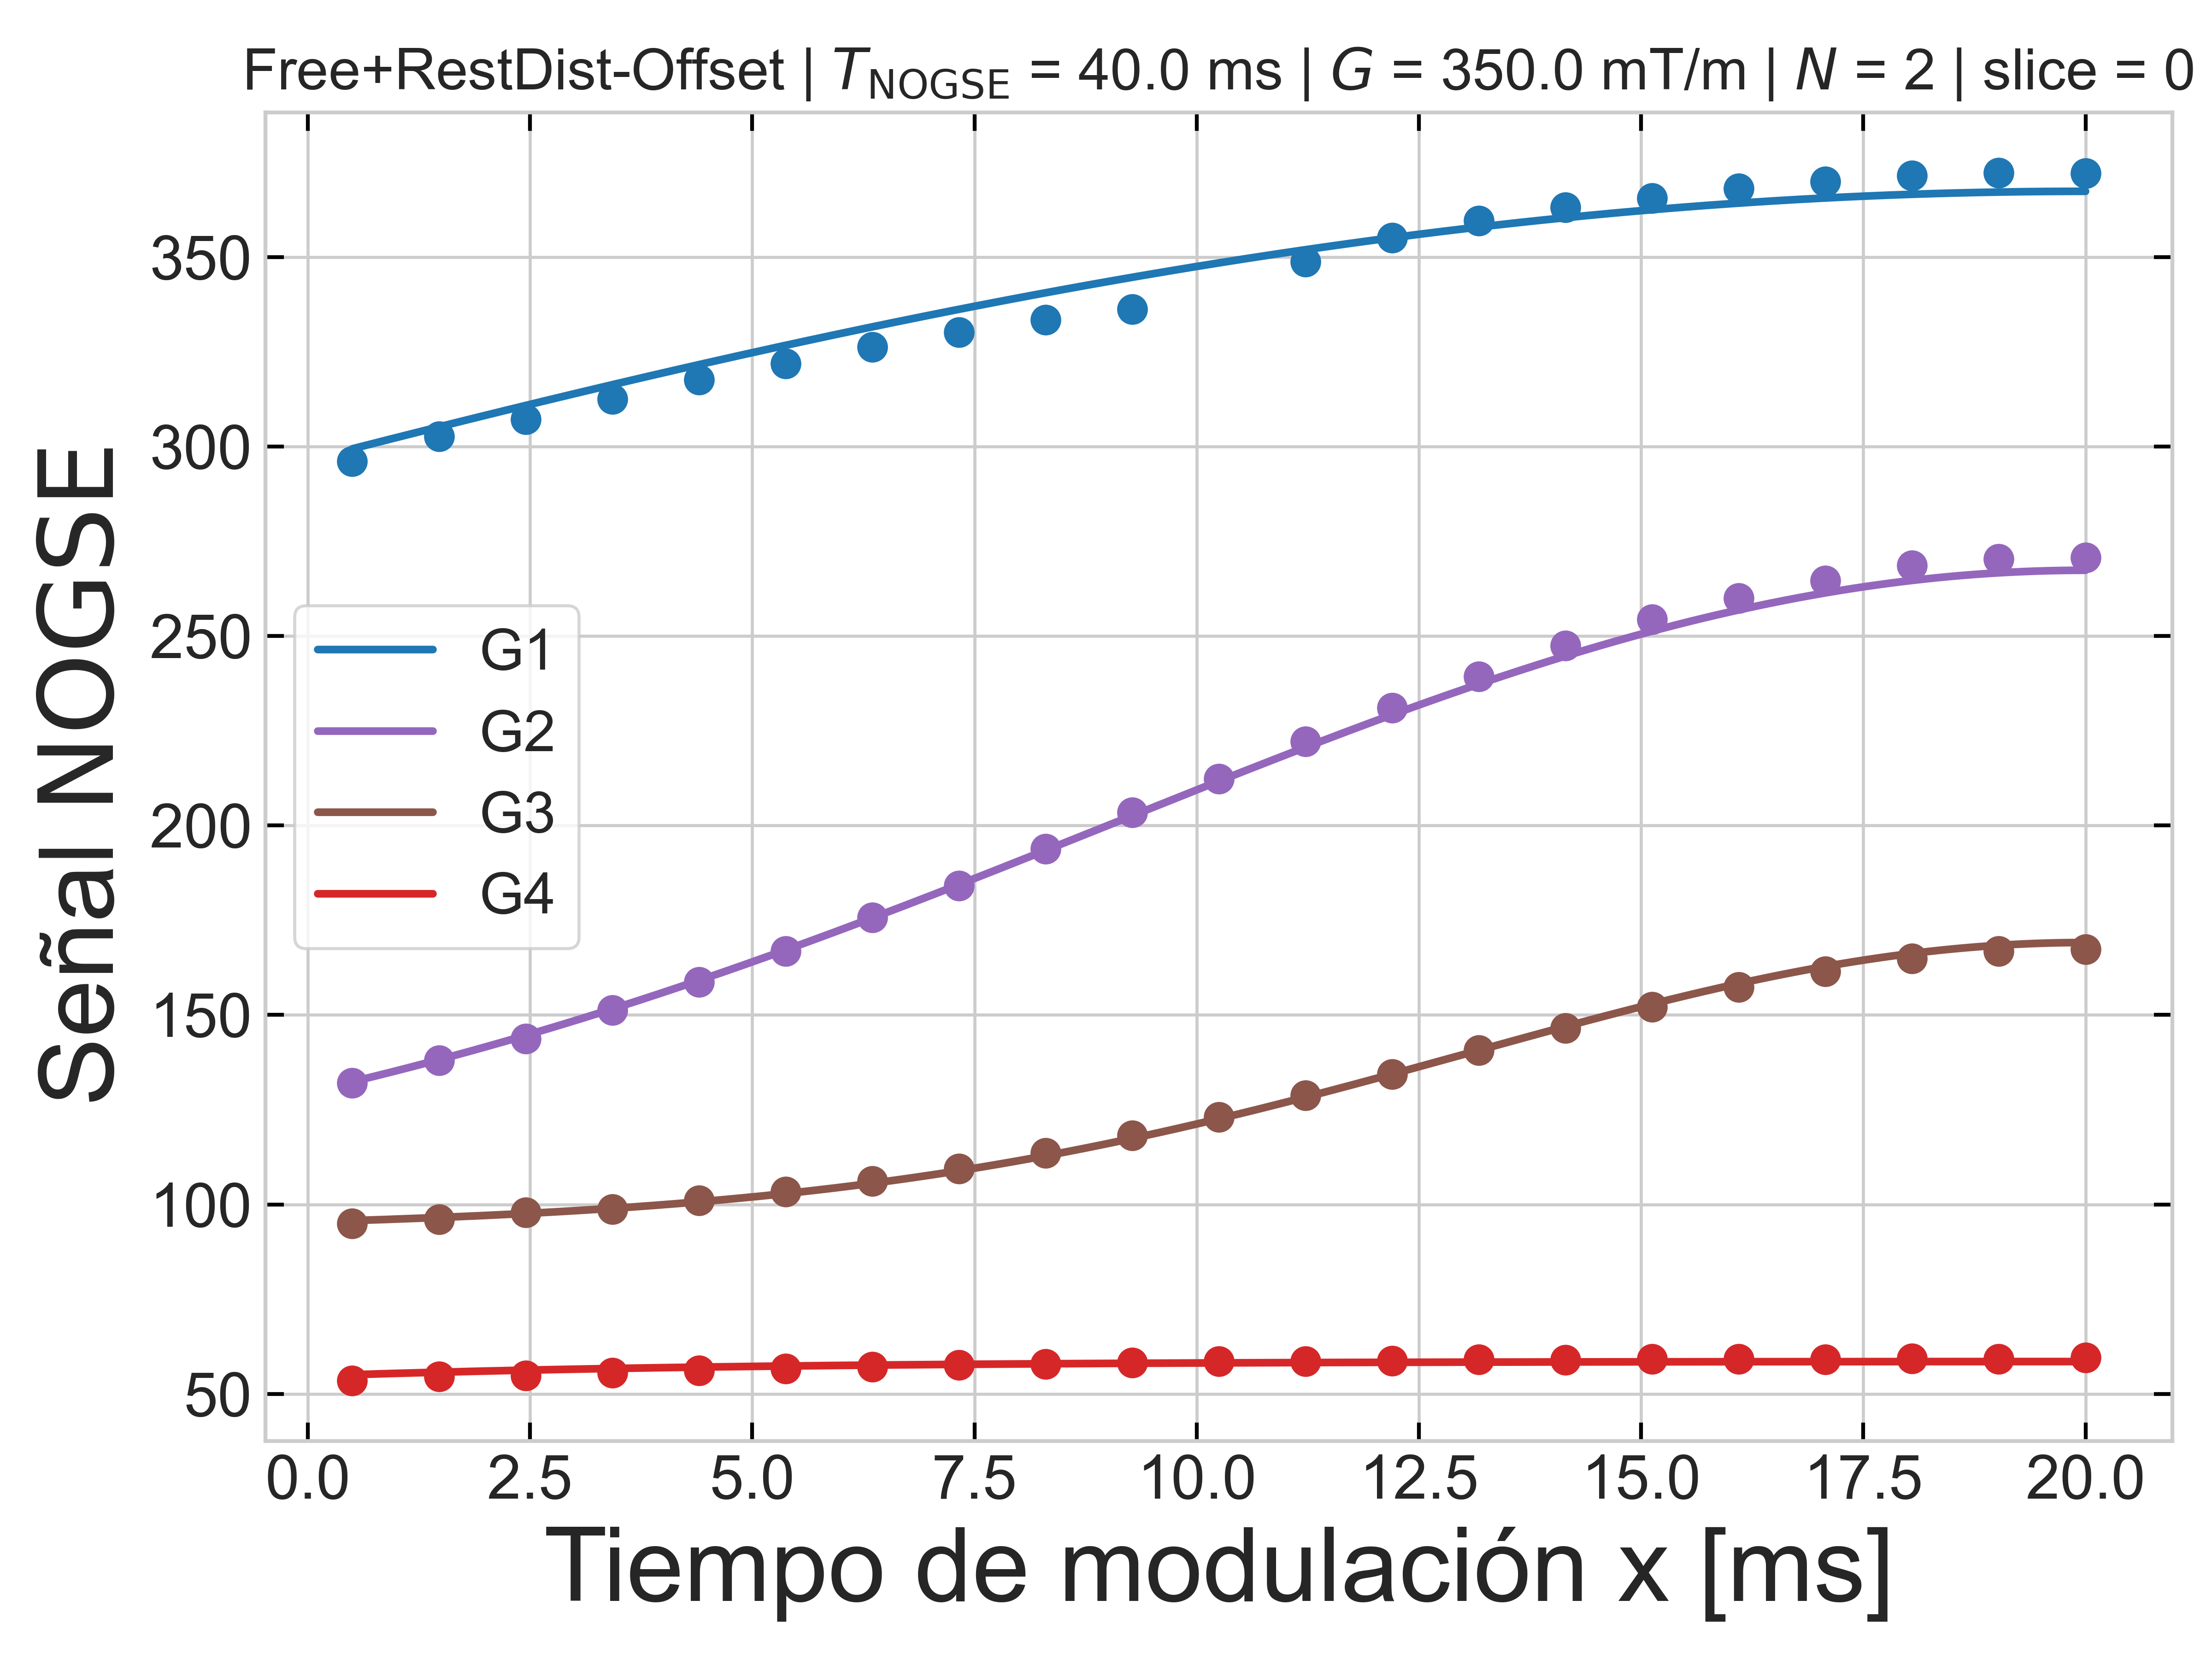 Free+RestDist-Offset | T_NOGSE = 40.0 ms | G = 350.0 mT/m | N = 2 | slice = 0
Señal NOGSE
350
300
250
200
150
100
50
G1
G2
G3
G4
0.0 2.5 5.0 7.5 10.0 12.5 15.0 17.5 20.0
Tiempo de modulación x [ms]